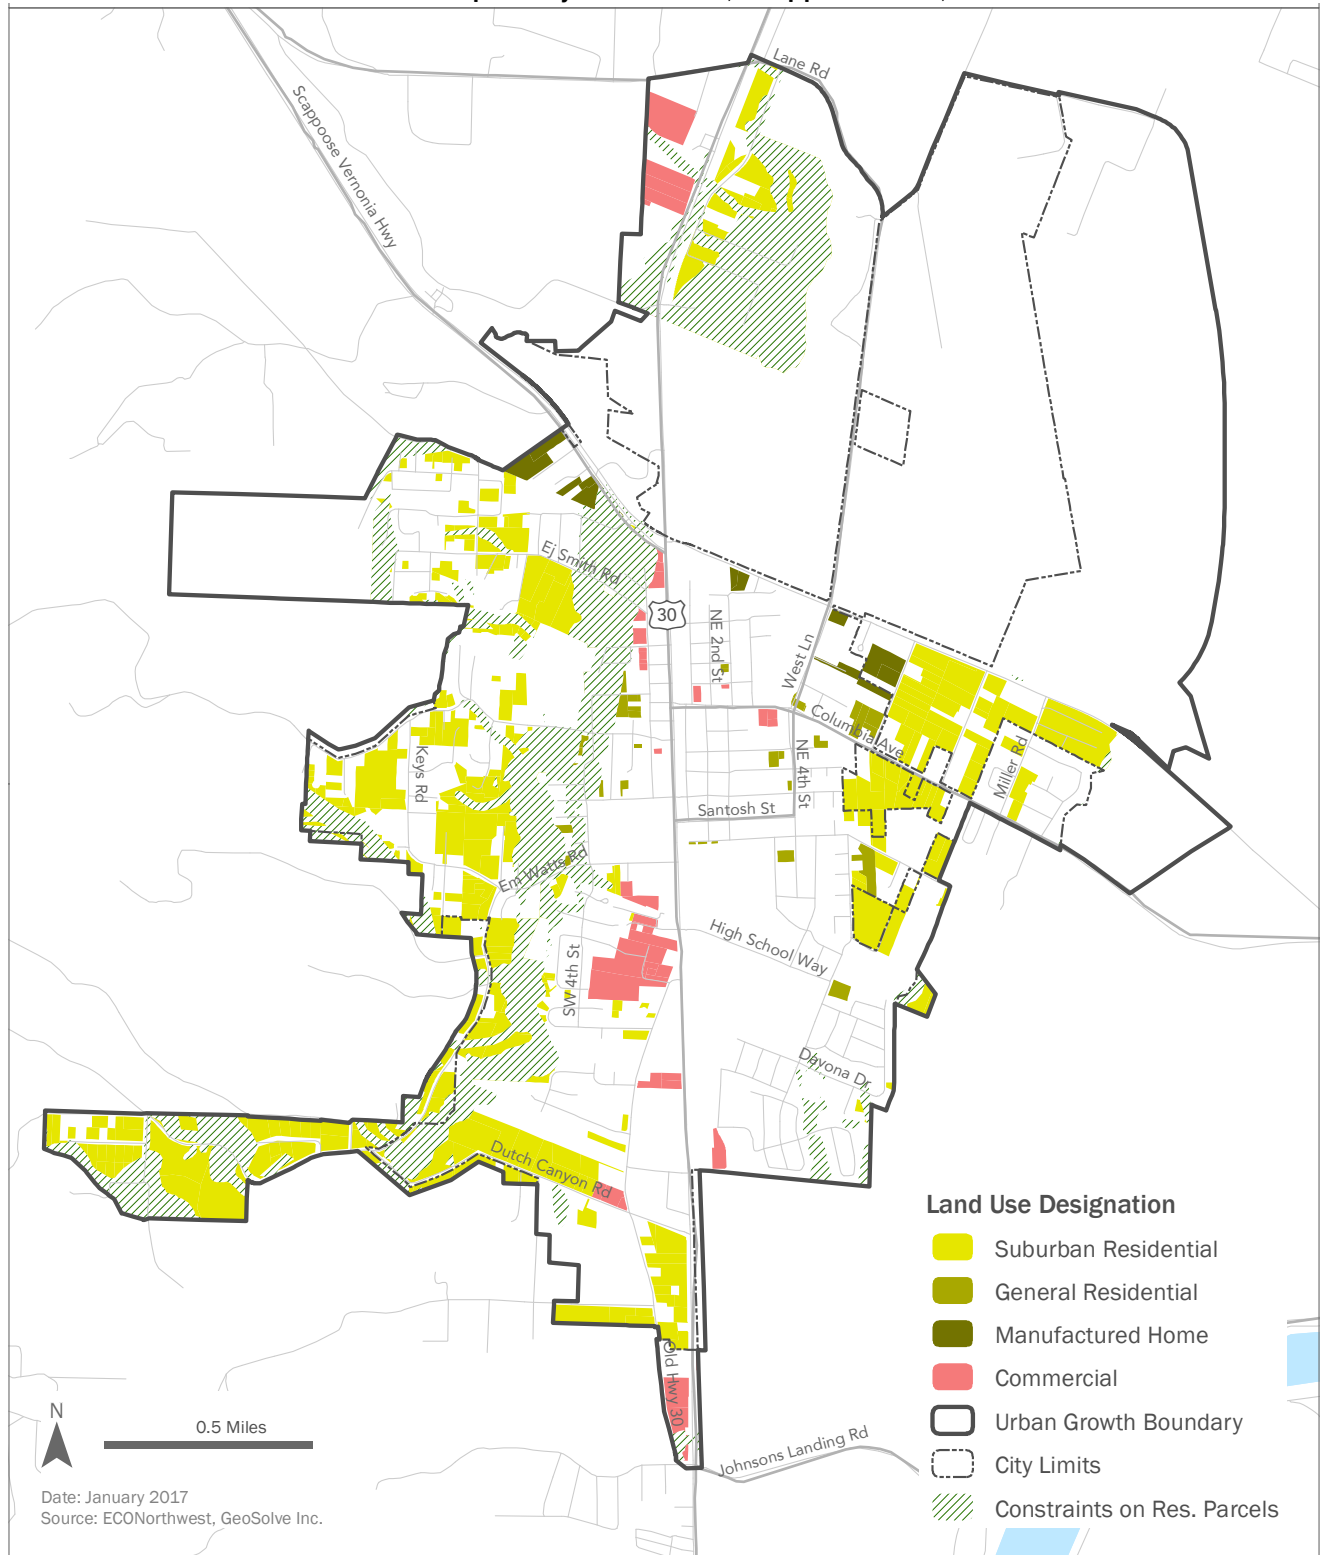 Lane Rd
Scappoose Vernonia Hwy
Ej Smith Rd
30
NE 2nd St
West Ln
Columbia Ave
Keys Rd
NE 4th St
Miller Rd
Santosh St
Em Watts Rd
High School Way
SW 4th St
Davona Dr
Dutch Canyon Rd
Old Hwy 30
Johnsons Landing Rd
Land Use Designation
Suburban Residential
General Residential
Manufactured Home
Commercial
Urban Growth Boundary
City Limits
Constraints on Res. Parcels
N
0.5 Miles
Date: January 2017
Source: ECONorthwest, GeoSolve Inc.